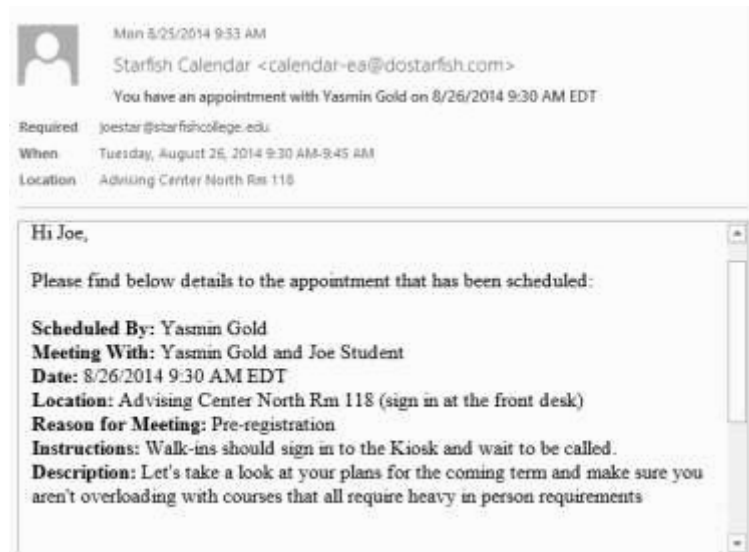 Mon 8/25/2014 9:53 AM
Starfish Calendar <calendar-ea@dostarfish.com>
You have an appointment with Yasmin Gold on 8/26/2014 9:30 AM EDT
Required joestar@starfishcollege.edu
When Tuesday, August 26, 2014 9:30 AM-9:45 AM
Location Advising Center North Rm 118
Hi Joe,
Please find below details to the appointment that has been scheduled:
Scheduled By: Yasmin Gold
Meeting With: Yasmin Gold and Joe Student
Date: 8/26/2014 9:30 AM EDT
Location: Advising Center North Rm 118 (sign in at the front desk)
Reason for Meeting: Pre-registration
Instructions: Walk-ins should sign in to the Kiosk and wait to be called.
Description: Let's take a look at your plans for the coming term and make sure you
aren't overloading with courses that all require heavy in person requirements